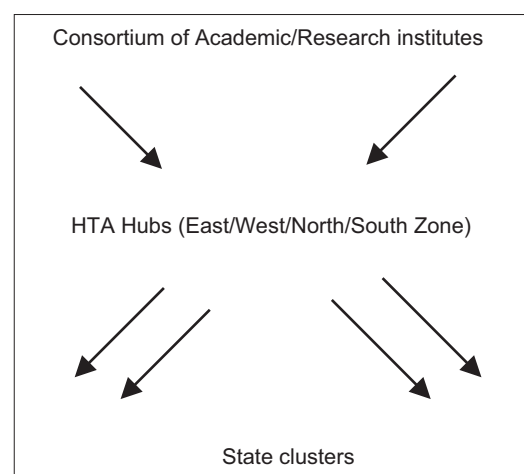 Consortium of Academic/Research institutes
HTA Hubs (East/West/North/South Zone)
State clusters